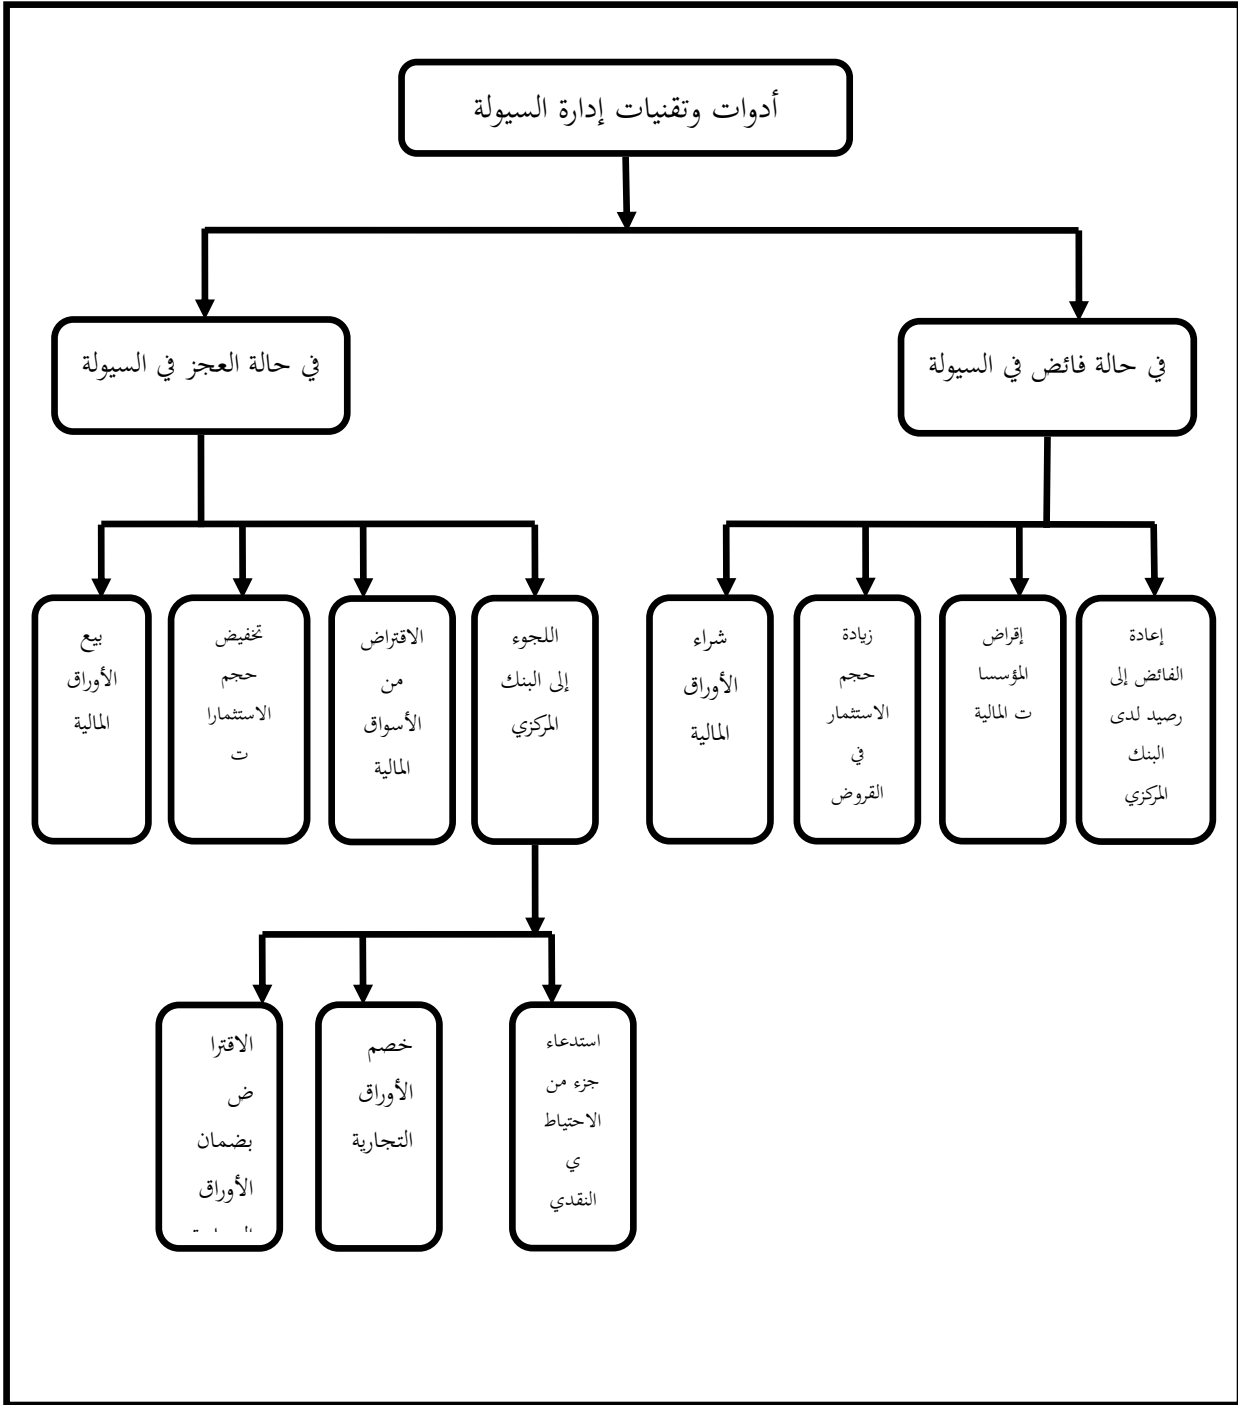 أدوات وتقنيات إدارة السيولة
في حالة فائض في السيولة
في حالة العجز في السيولة
إعادة
الفائض إلى
رصيد لدى
البنك
المركزي
إقراض
المؤسسا
ت المالية
زيادة
حجم
الاستثمار
في
القروض
شراء
الأوراق
المالية
اللجوء
إلى البنك
المركزي
الاقتراض
من
الأسواق
المالية
تخفيض
حجم
الاستثمارا
ت
بيع
الأوراق
المالية
استدعاء
جزء من
الاحتياط
ي
النقدي
خصم
الأوراق
التجارية
الاقترا
ض
بضمان
الأوراق